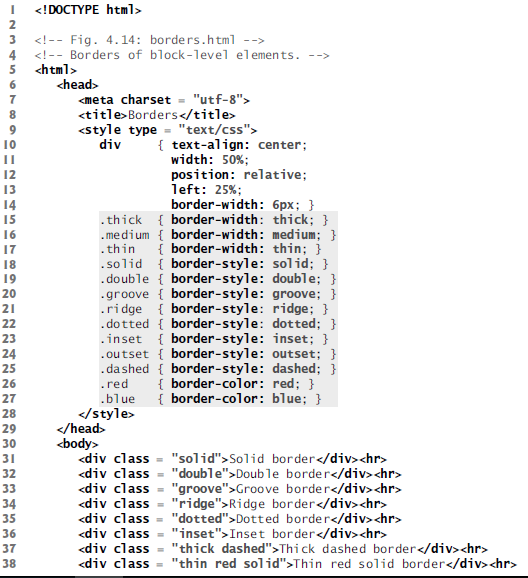 1 <!DOCTYPE html>
2
3 <!-- Fig. 4.14: borders.html -->
4 <!-- Borders of block-level elements. -->
5 <html>
6    <head>
7       <meta charset = "utf-8">
8       <title>Borders</title>
9       <style type = "text/css">
10         div     { text-align: center;
11                   width: 50%;
12                   position: relative;
13                   left: 25%;
14                   border-width: 6px; }
15         .thick  { border-width: thick; }
16         .medium { border-width: medium; }
17         .thin   { border-width: thin; }
18         .solid  { border-style: solid; }
19         .double { border-style: double; }
20         .groove { border-style: groove; }
21         .ridge  { border-style: ridge; }
22         .dotted { border-style: dotted; }
23         .inset  { border-style: inset; }
24         .outset { border-style: outset; }
25         .dashed { border-style: dashed; }
26         .red    { border-color: red; }
27         .blue   { border-color: blue; }
28      </style>
29   </head>
30   <body>
31      <div class = "solid">Solid border</div><hr>
32      <div class = "double">Double border</div><hr>
33      <div class = "groove">Groove border</div><hr>
34      <div class = "ridge">Ridge border</div><hr>
35      <div class = "dotted">Dotted border</div><hr>
36      <div class = "inset">Inset border</div><hr>
37      <div class = "thick dashed">Thick dashed border</div><hr>
38      <div class = "thin red solid">Thin red solid border</div><hr>